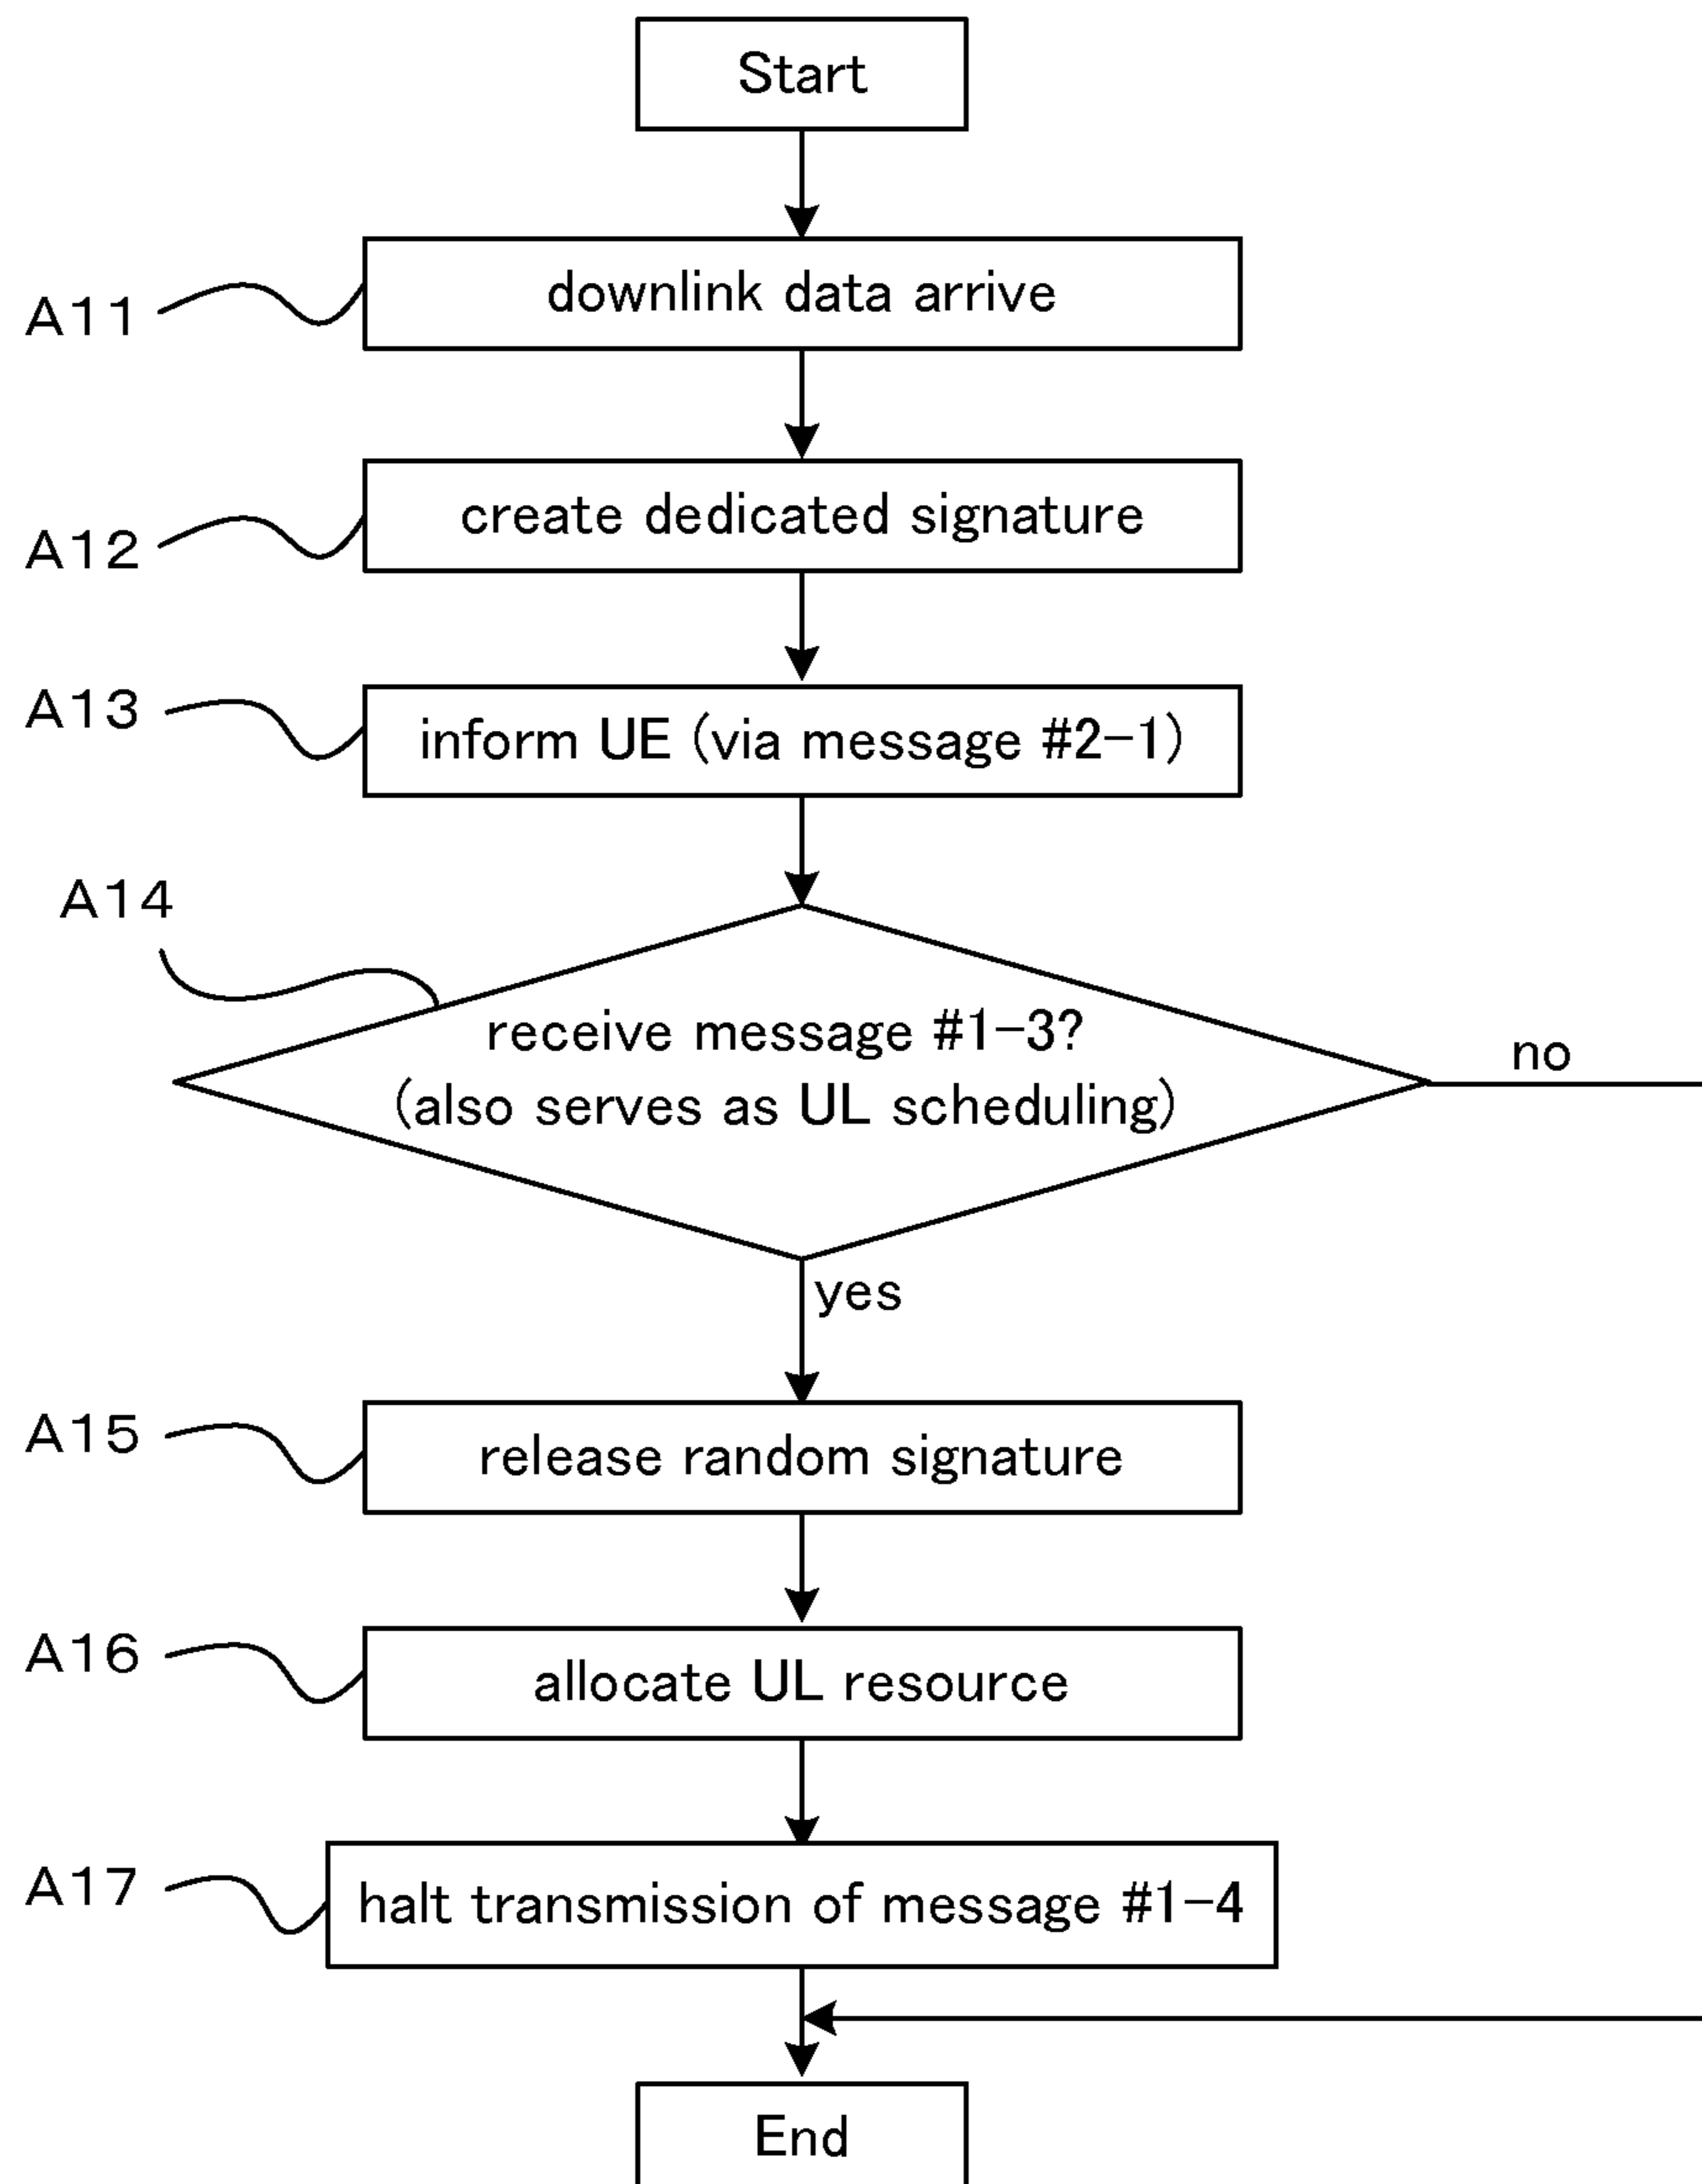 Start
A11
downlink data arrive
A12
create dedicated signature
A13
inform UE (via message #2-1)
A14
receive message #1-3?
(also serves as UL scheduling)
no
yes
A15
release random signature
A16
allocate UL resource
A17
halt transmission of message #1-4
End